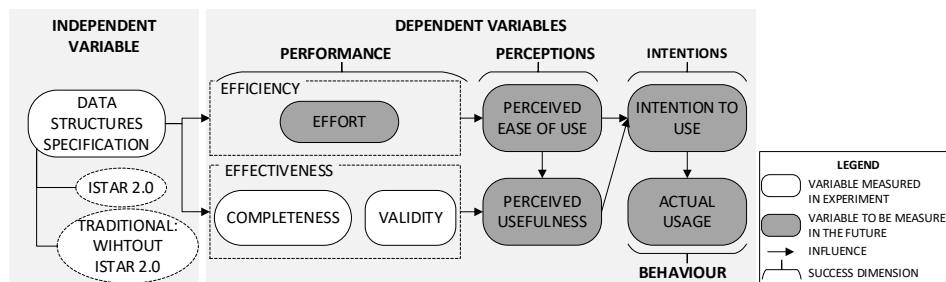 INDEPENDENT
VARIABLE
DATA
STRUCTURES
SPECIFICATION
ISTAR 2.0
TRADITIONAL:
WIHTOUT
ISTAR 2.0
DEPENDENT VARIABLES
PERFORMANCE
EFFICIENCY
EFFORT
EFFECTIVENESS
COMPLETENESS
VALIDITY
PERCEPTIONS
PERCEIVED
EASE OF USE
PERCEIVED
USEFULNESS
INTENTIONS
INTENTION TO
USE
ACTUAL
USAGE
BEHAVIOUR
LEGEND
VARIABLE MEASURED
IN EXPERIMENT
VARIABLE TO BE MEASURE
IN THE FUTURE
INFLUENCE
SUCCESS DIMENSION